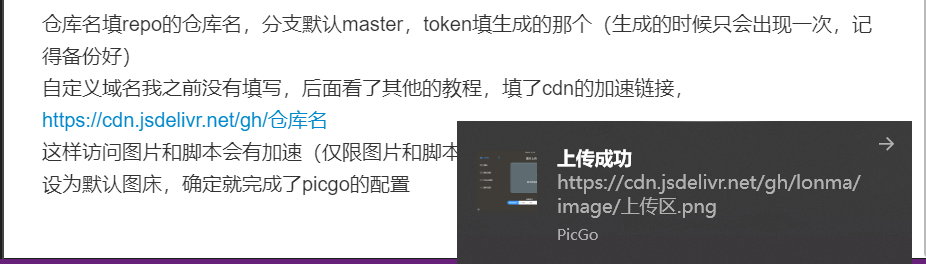 仓库名填repo的仓库名，分支默认master，token填生成的那个（生成的时候只会出现一次，记
得备份好）
自定义域名我之前没有填写，后面看了其他的教程，填了cdn的加速链接，
https://cdn.jsdelivr.net/gh/仓库名
这样访问图片和脚本会有加速（仅限图片和脚本
设为默认图床，确定就完成了picgo的配置
上传成功
https://cdn.jsdelivr.net/gh/lonma/
image/上传区.png
PicGo